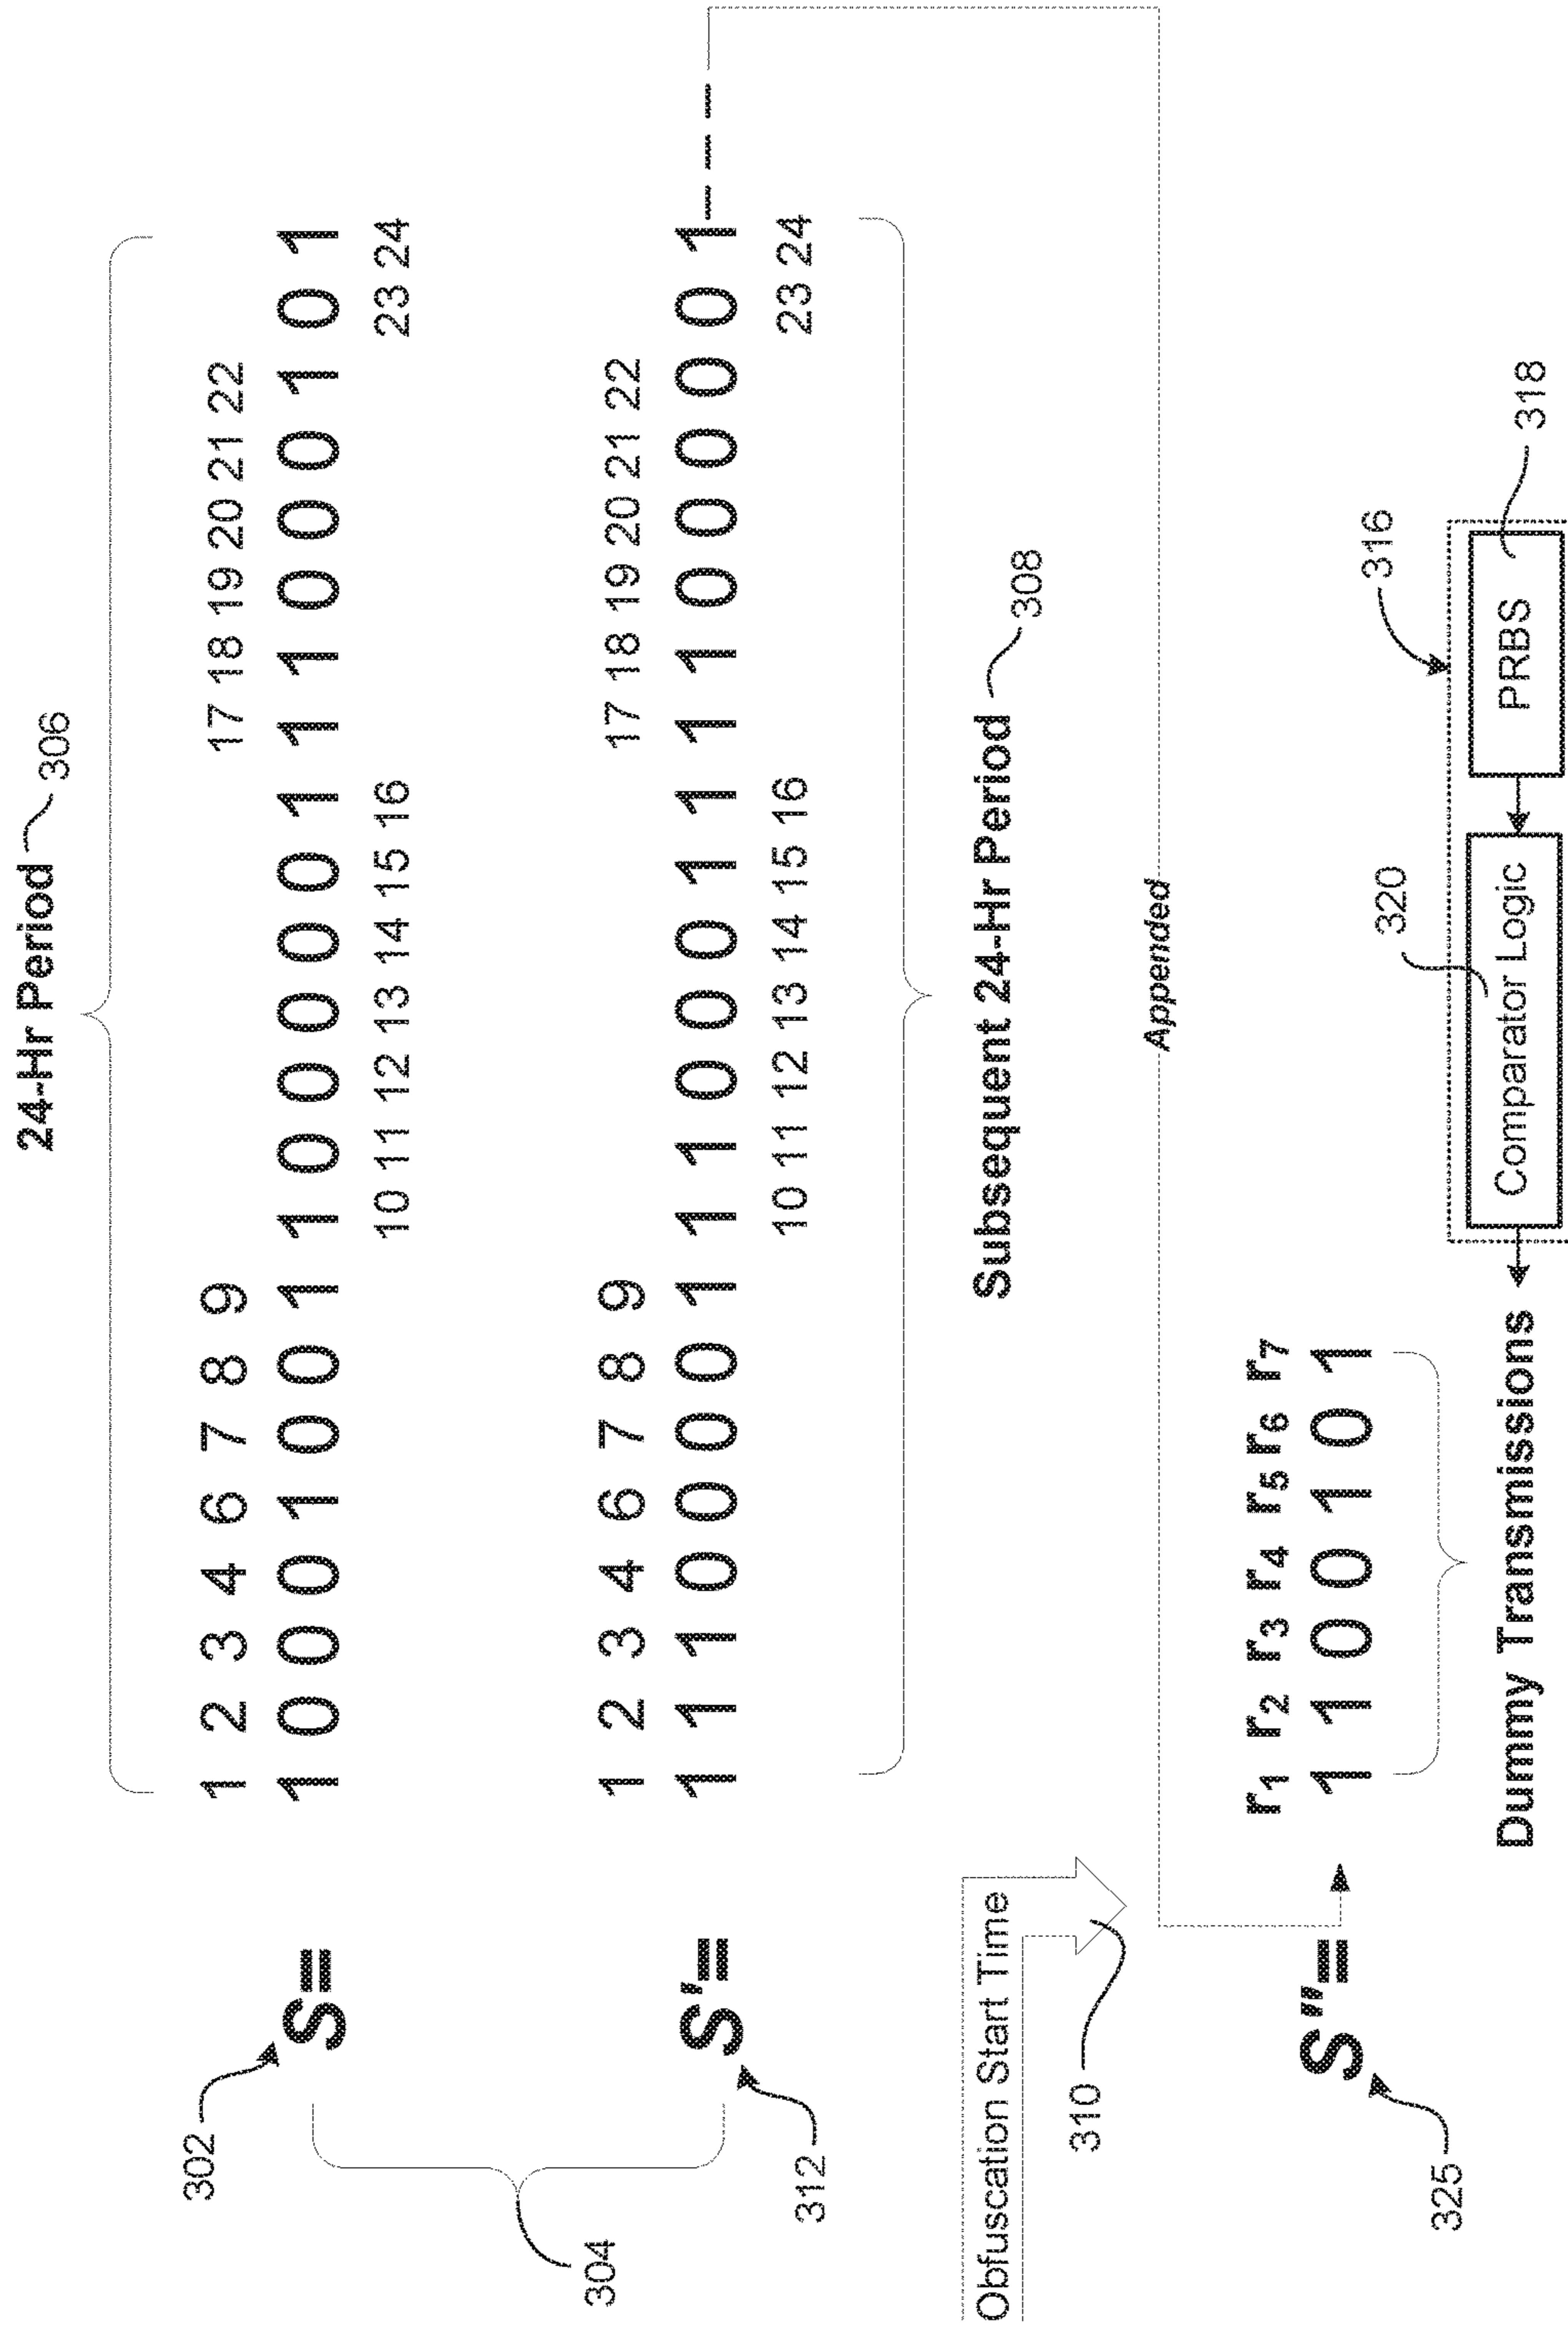 24-Hr Period 306
1 2 3 4 6 7 8 9
17 18 19 20 21 22
302
S= 1 0 0 0 1 0 0 1 1 0 0 0 0 0 1 1 1 0 0 0 1 0 1
10 11 12 13 14 15 16
23 24
304
1 2 3 4 6 7 8 9
17 18 19 20 21 22
S'= 1 1 1 0 0 0 0 1 1 1 0 0 0 1 1 1 1 0 0 0 0 0 1
312
10 11 12 13 14 15 16
23 24
Subsequent 24-Hr Period 308
Obfuscation Start Time
310
Appended
r1 r2 r3 r4 r5 r6 r7
S''= 1 1 0 0 1 0 1
325
320
316
Dummy Transmissions
Comparator Logic
PRBS
318